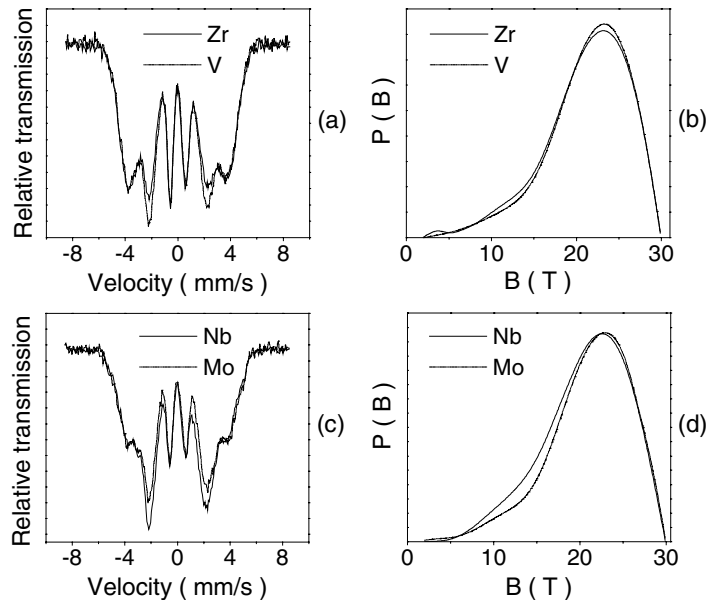 Relative transmission
Zr
V
(a)
-8 -4 0 4 8
Velocity ( mm/s )
P ( B )
Zr
V
(b)
0 10 20 30
B ( T )
Relative transmission
Nb
Mo
(c)
-8 -4 0 4 8
Velocity ( mm/s )
P ( B )
Nb
Mo
(d)
0 10 20 30
B ( T )